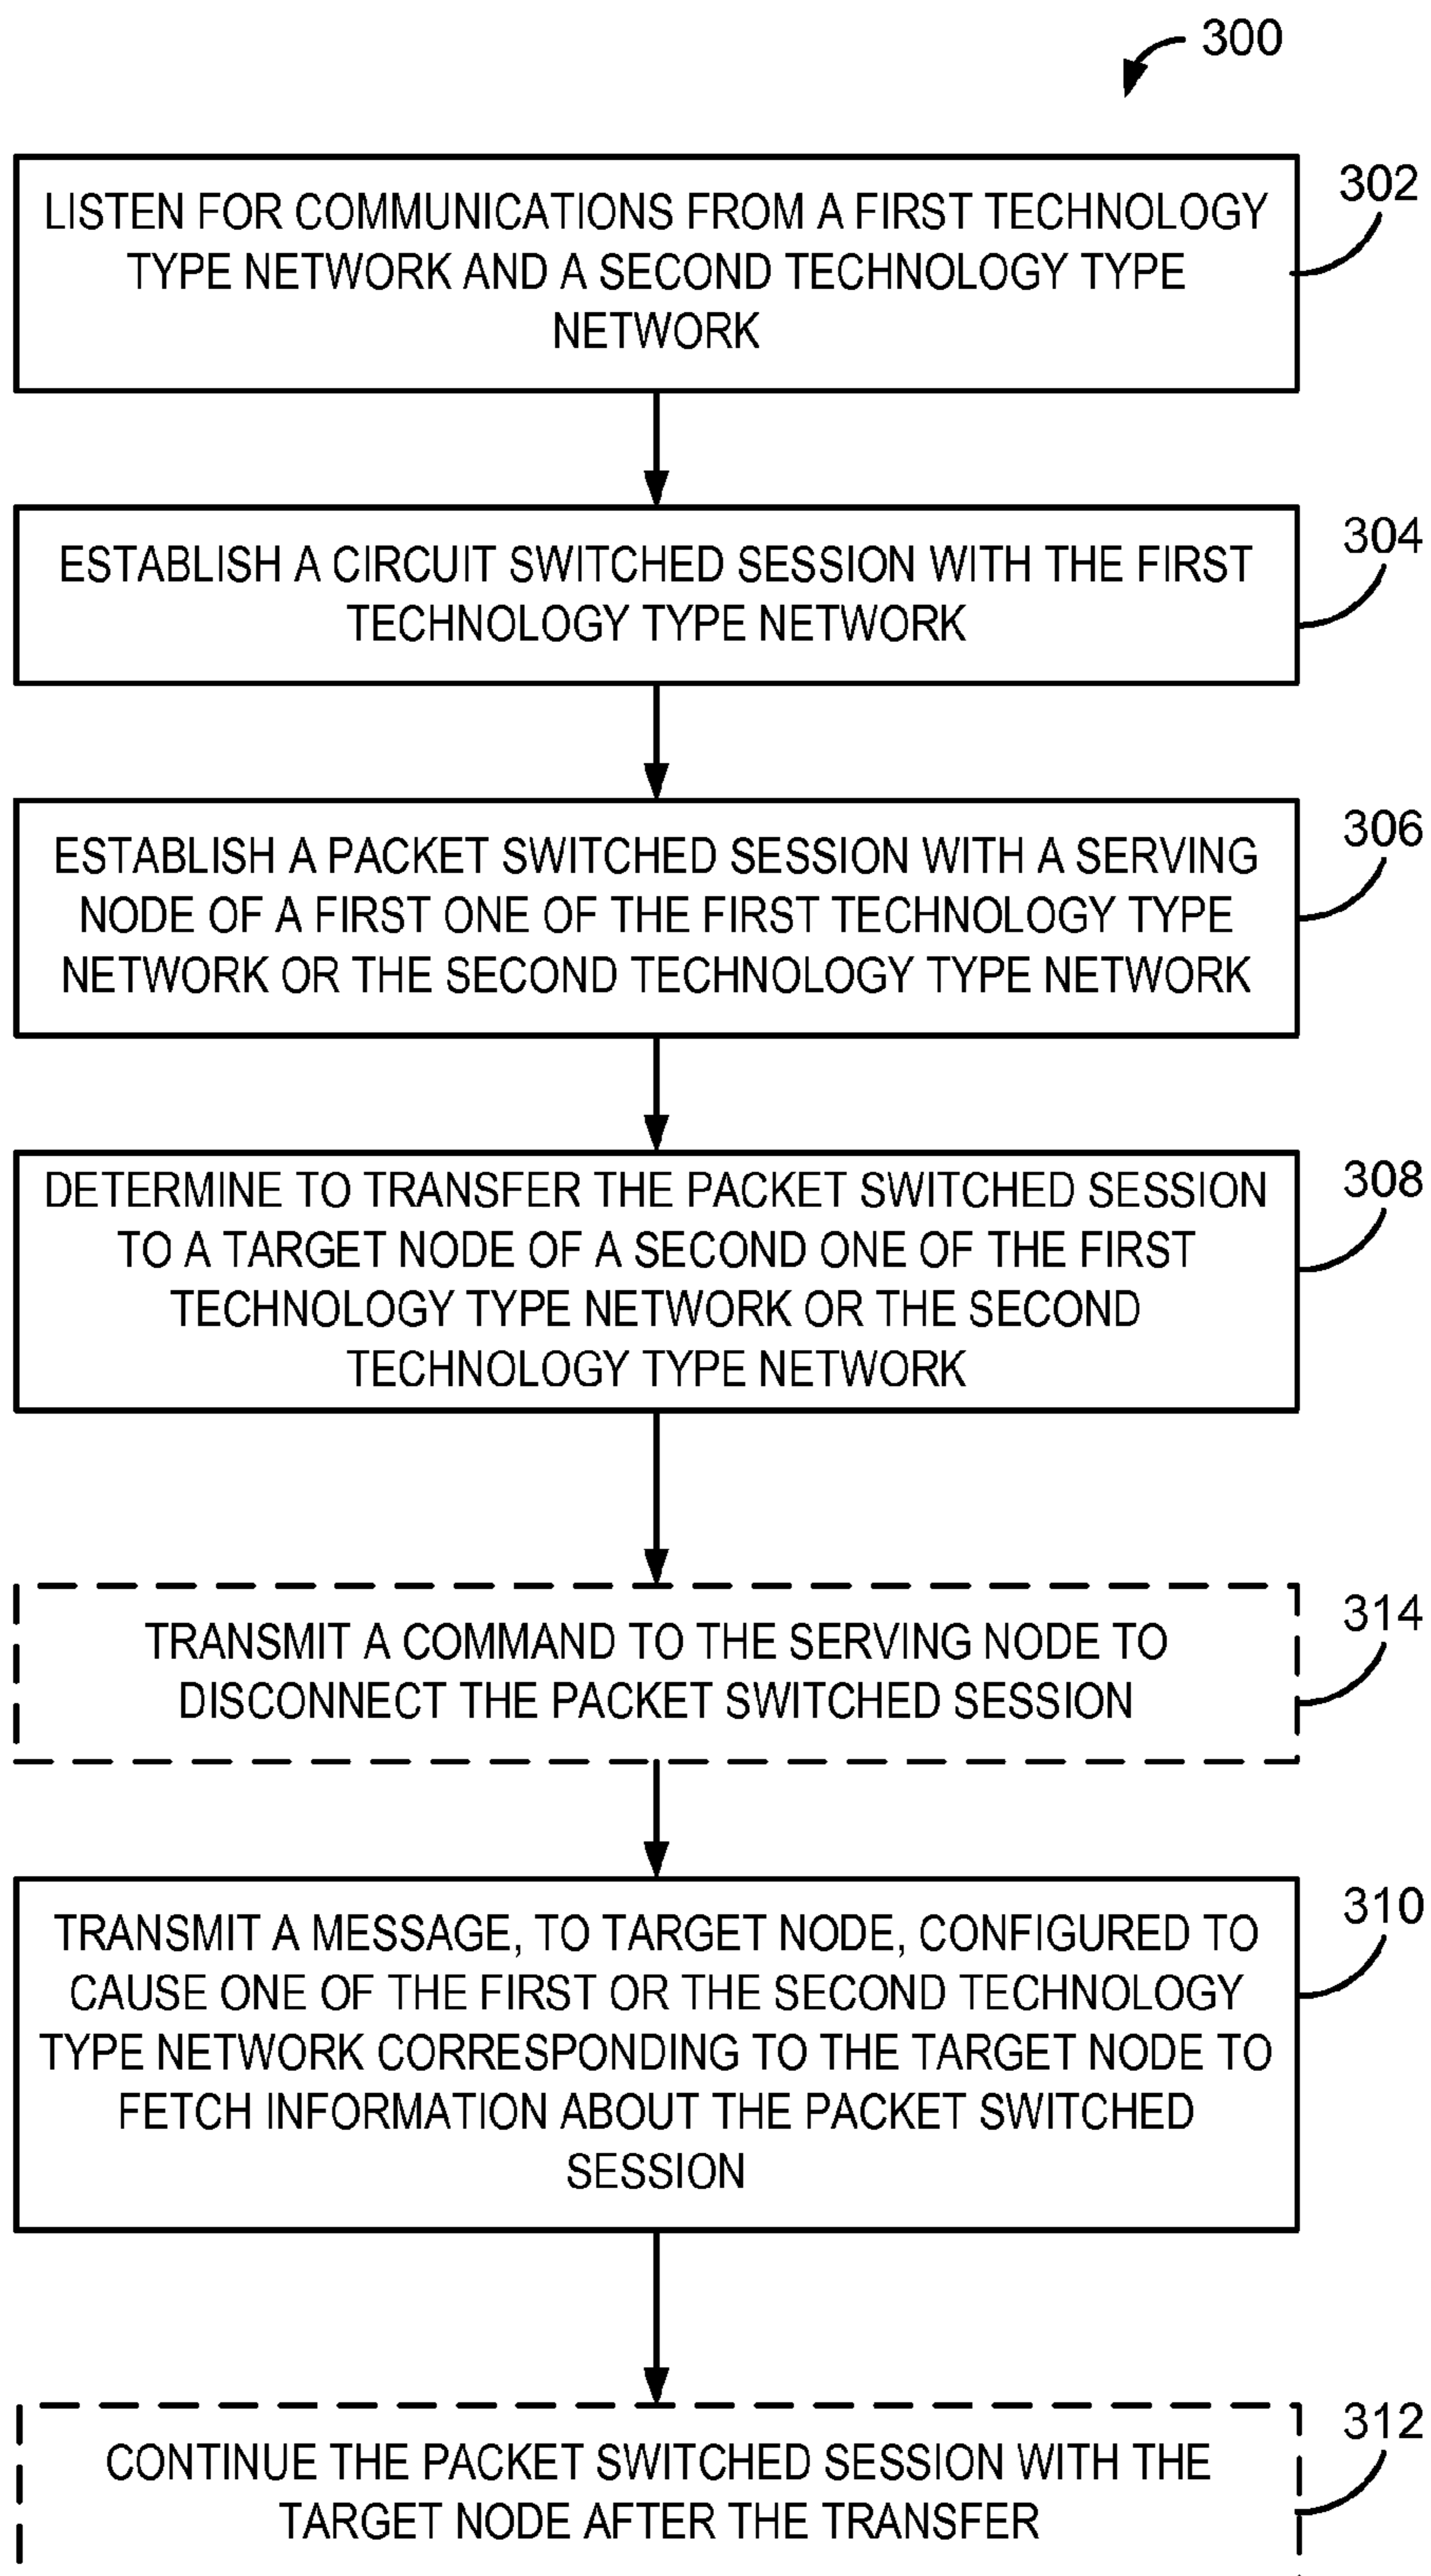 300
LISTEN FOR COMMUNICATIONS FROM A FIRST TECHNOLOGY
TYPE NETWORK AND A SECOND TECHNOLOGY TYPE
NETWORK
302
ESTABLISH A CIRCUIT SWITCHED SESSION WITH THE FIRST
TECHNOLOGY TYPE NETWORK
304
ESTABLISH A PACKET SWITCHED SESSION WITH A SERVING
NODE OF A FIRST ONE OF THE FIRST TECHNOLOGY TYPE
NETWORK OR THE SECOND TECHNOLOGY TYPE NETWORK
306
DETERMINE TO TRANSFER THE PACKET SWITCHED SESSION
TO A TARGET NODE OF A SECOND ONE OF THE FIRST
TECHNOLOGY TYPE NETWORK OR THE SECOND
TECHNOLOGY TYPE NETWORK
308
TRANSMIT A COMMAND TO THE SERVING NODE TO
DISCONNECT THE PACKET SWITCHED SESSION
314
TRANSMIT A MESSAGE, TO TARGET NODE, CONFIGURED TO
CAUSE ONE OF THE FIRST OR THE SECOND TECHNOLOGY
TYPE NETWORK CORRESPONDING TO THE TARGET NODE TO
FETCH INFORMATION ABOUT THE PACKET SWITCHED
SESSION
310
CONTINUE THE PACKET SWITCHED SESSION WITH THE
TARGET NODE AFTER THE TRANSFER
312